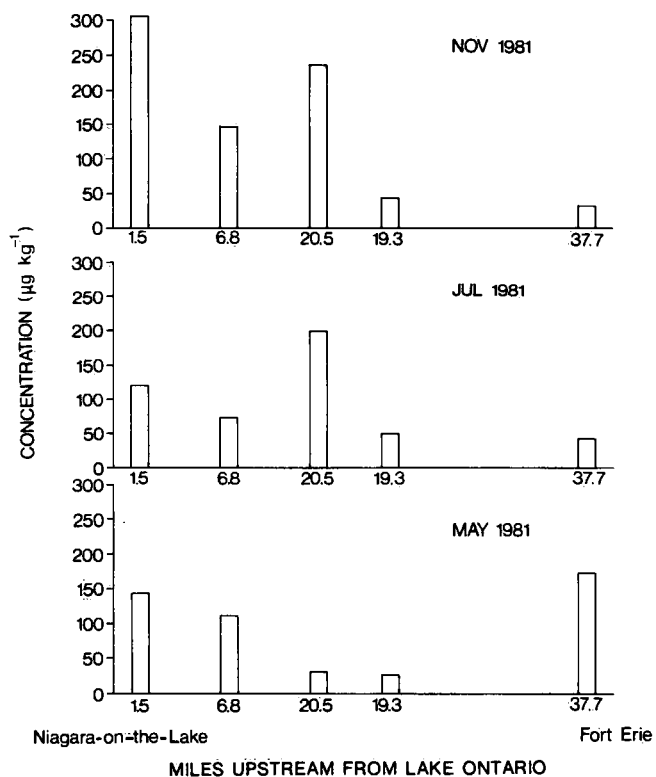 CONCENTRATION (µg kg⁻¹)
NOV 1981
300
250
200
150
100
50
0
1.5 6.8 20.5 19.3 37.7
JUL 1981
300
250
200
150
100
50
0
1.5 6.8 20.5 19.3 37.7
MAY 1981
300
250
200
150
100
50
0
1.5 6.8 20.5 19.3 37.7
Niagara-on-the-Lake Fort Erie
MILES UPSTREAM FROM LAKE ONTARIO